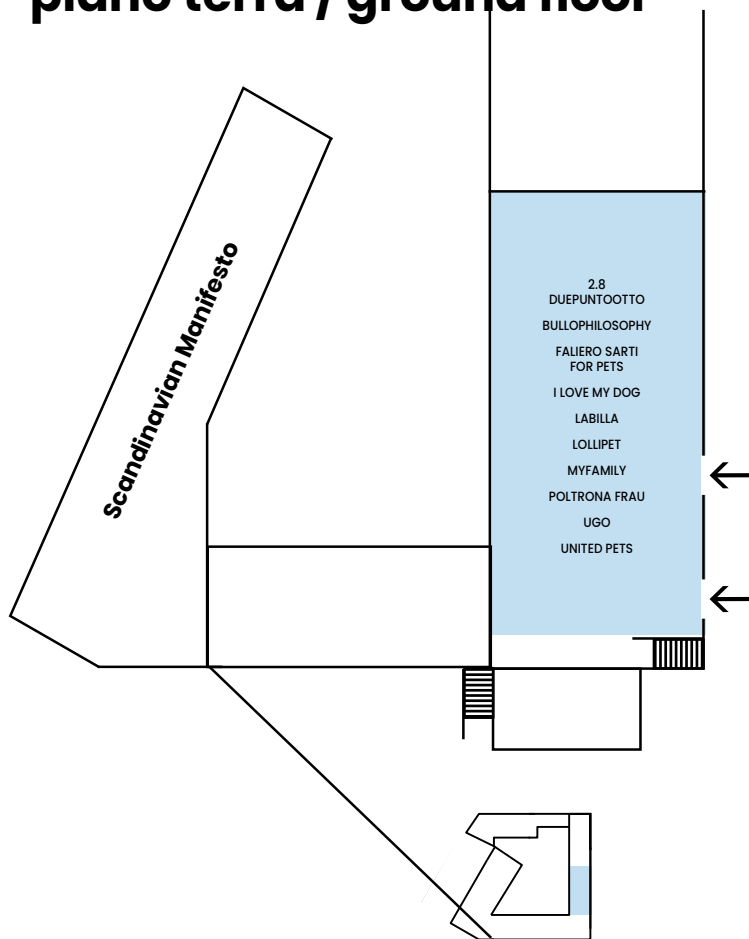 piano terra / ground floor
Scandinavian Manifesto
2.8
DUEPUNTOOTTO
BULLOPHILOSOPHY
FALIERO SARTI
FOR PETS
I LOVE MY DOG
LABILLA
LOLLIPET
MYFAMILY
POLTRONA FRAU
UGO
UNITED PETS